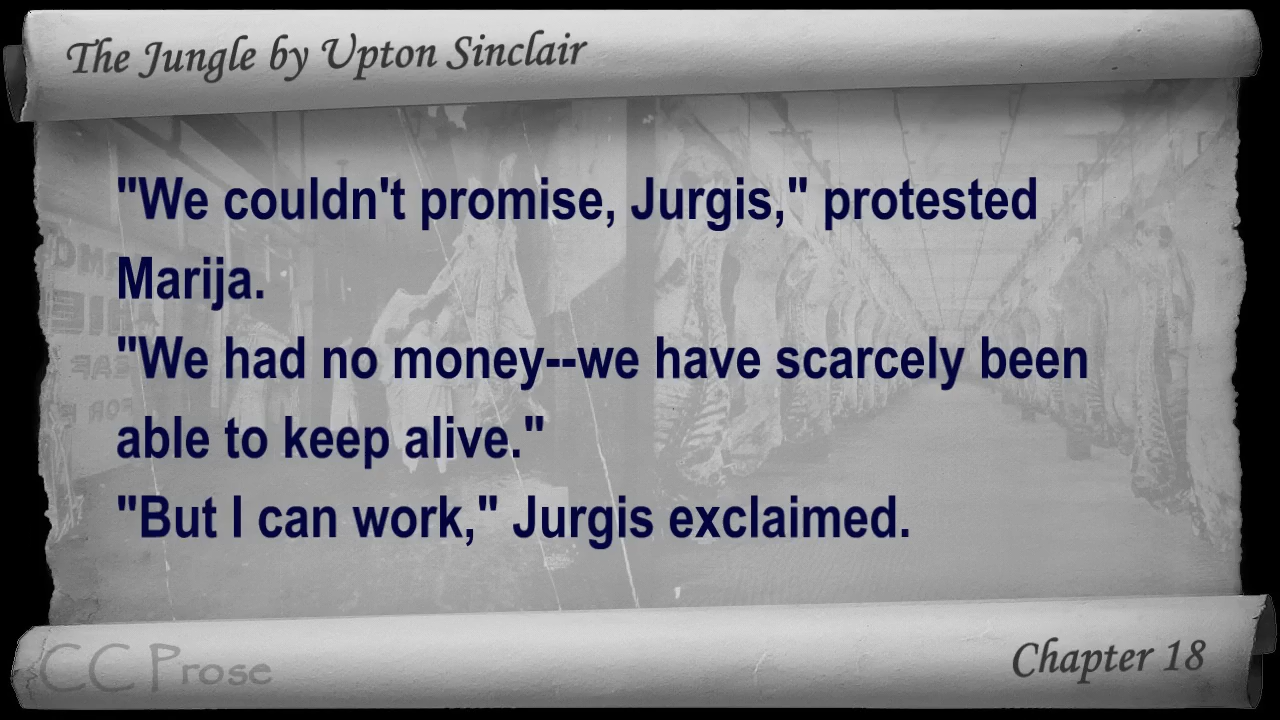 The Jungle by Upton Sinclair
"We couldn't promise, Jurgis," protested
Marija.
"We had no money--we have scarcely been
able to keep alive."
"But I can work," Jurgis exclaimed.
CC Prose
Chapter 18